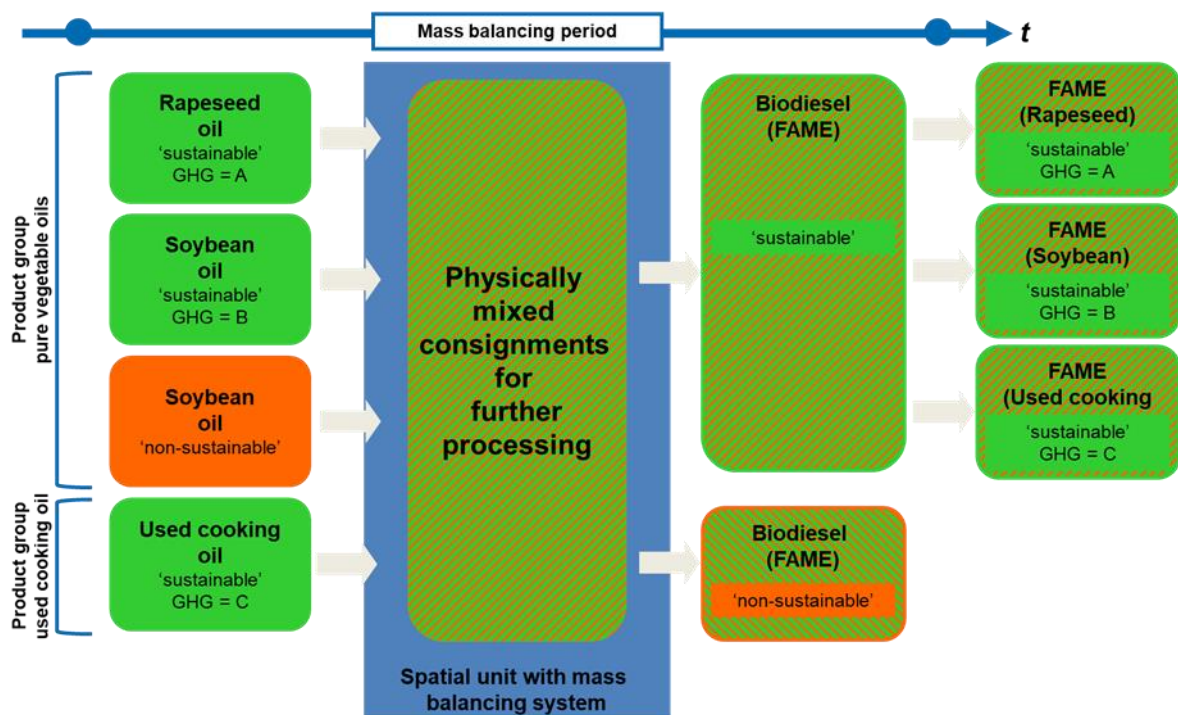 Mass balancing period
t
Product group
pure vegetable oils
Rapeseed
oil
‘sustainable’
GHG = A
Soybean
oil
‘sustainable’
GHG = B
Soybean
oil
‘non-sustainable’
Product group
used cooking oil
Used cooking
oil
‘sustainable’
GHG = C
Physically
mixed
consignments
for
further
processing
Spatial unit with mass
balancing system
Biodiesel
(FAME)
‘sustainable’
Biodiesel
(FAME)
‘non-sustainable’
FAME
(Rapeseed)
‘sustainable’
GHG = A
FAME
(Soybean)
‘sustainable’
GHG = B
FAME
(Used cooking
‘sustainable’
GHG = C